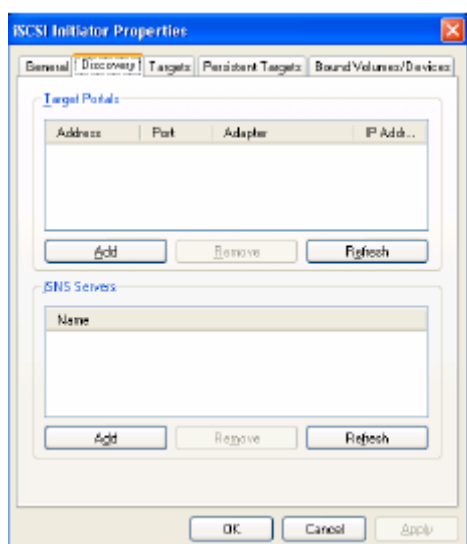 iSCSI Initiator Properties
General Discovery Targets Persistent Targets Bound Volumes/Devices
Target Portals
Address Port Adapter IP Addr...
Add Remove Refresh
iSNS Servers
Name
Add Remove Refresh
OK Cancel Apply